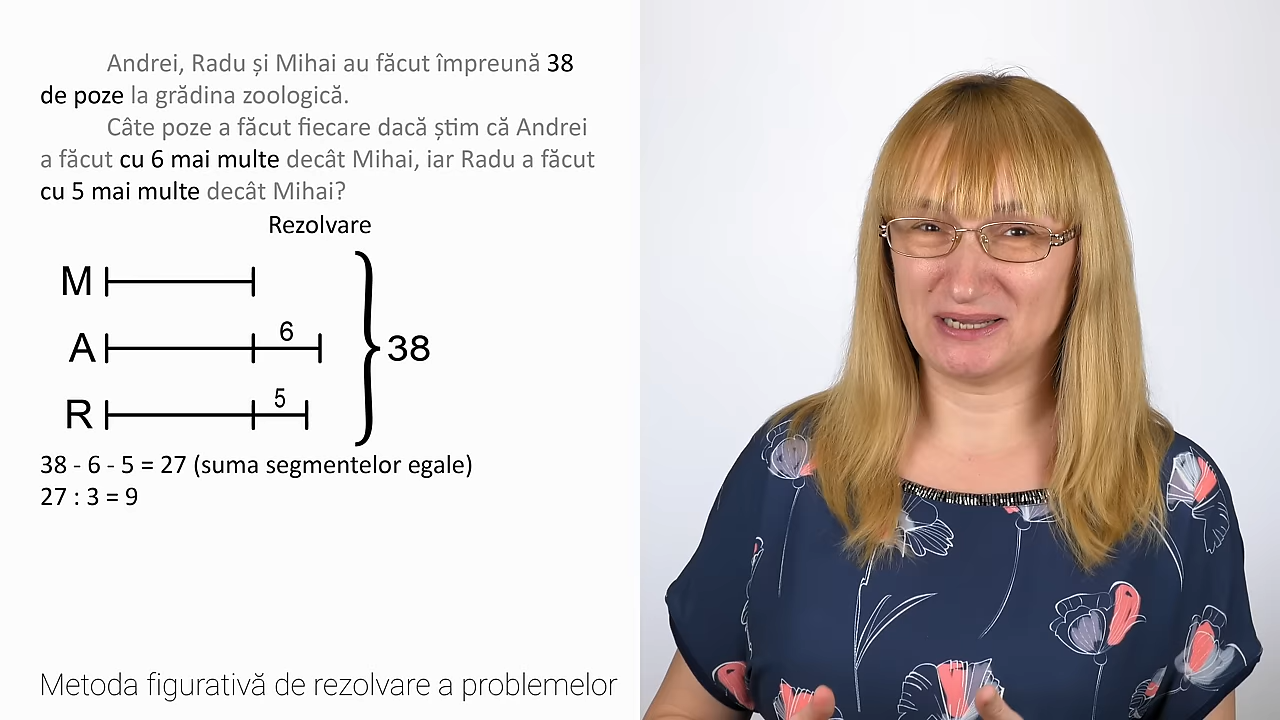 Andrei, Radu și Mihai au făcut împreună 38
de poze la grădina zoologică.
Câte poze a făcut fiecare dacă știm că Andrei
a făcut cu 6 mai multe decât Mihai, iar Radu a făcut
cu 5 mai multe decât Mihai?
Rezolvare
M
A 6
38
R 5
38 - 6 - 5 = 27 (suma segmentelor egale)
27 : 3 = 9
Metoda figurativă de rezolvare a problemelor